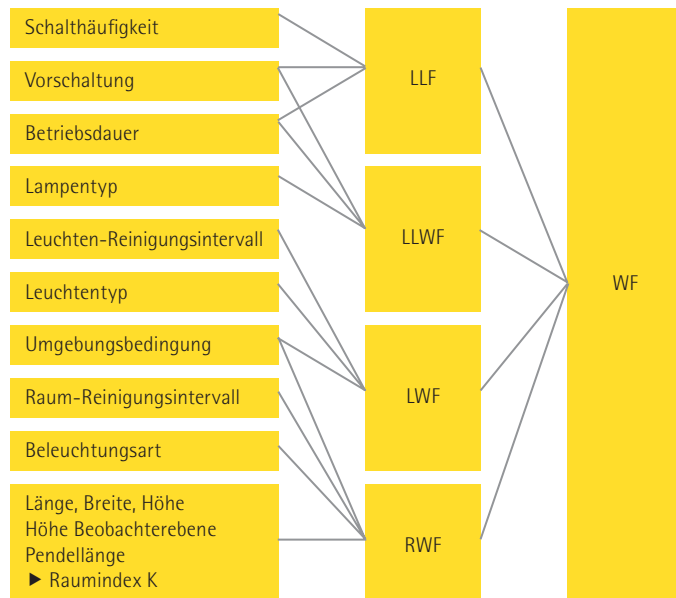 Schalthäufigkeit
Vorschaltung
Betriebsdauer
Lampentyp
Leuchten-Reinigungsintervall
Leuchtentyp
Umgebungsbedingung
Raum-Reinigungsintervall
Beleuchtungsart
Länge, Breite, Höhe
Höhe Beobachterebene
Pendellänge
▶ Raumindex K
LLF
LLWF
LWF
RWF
WF